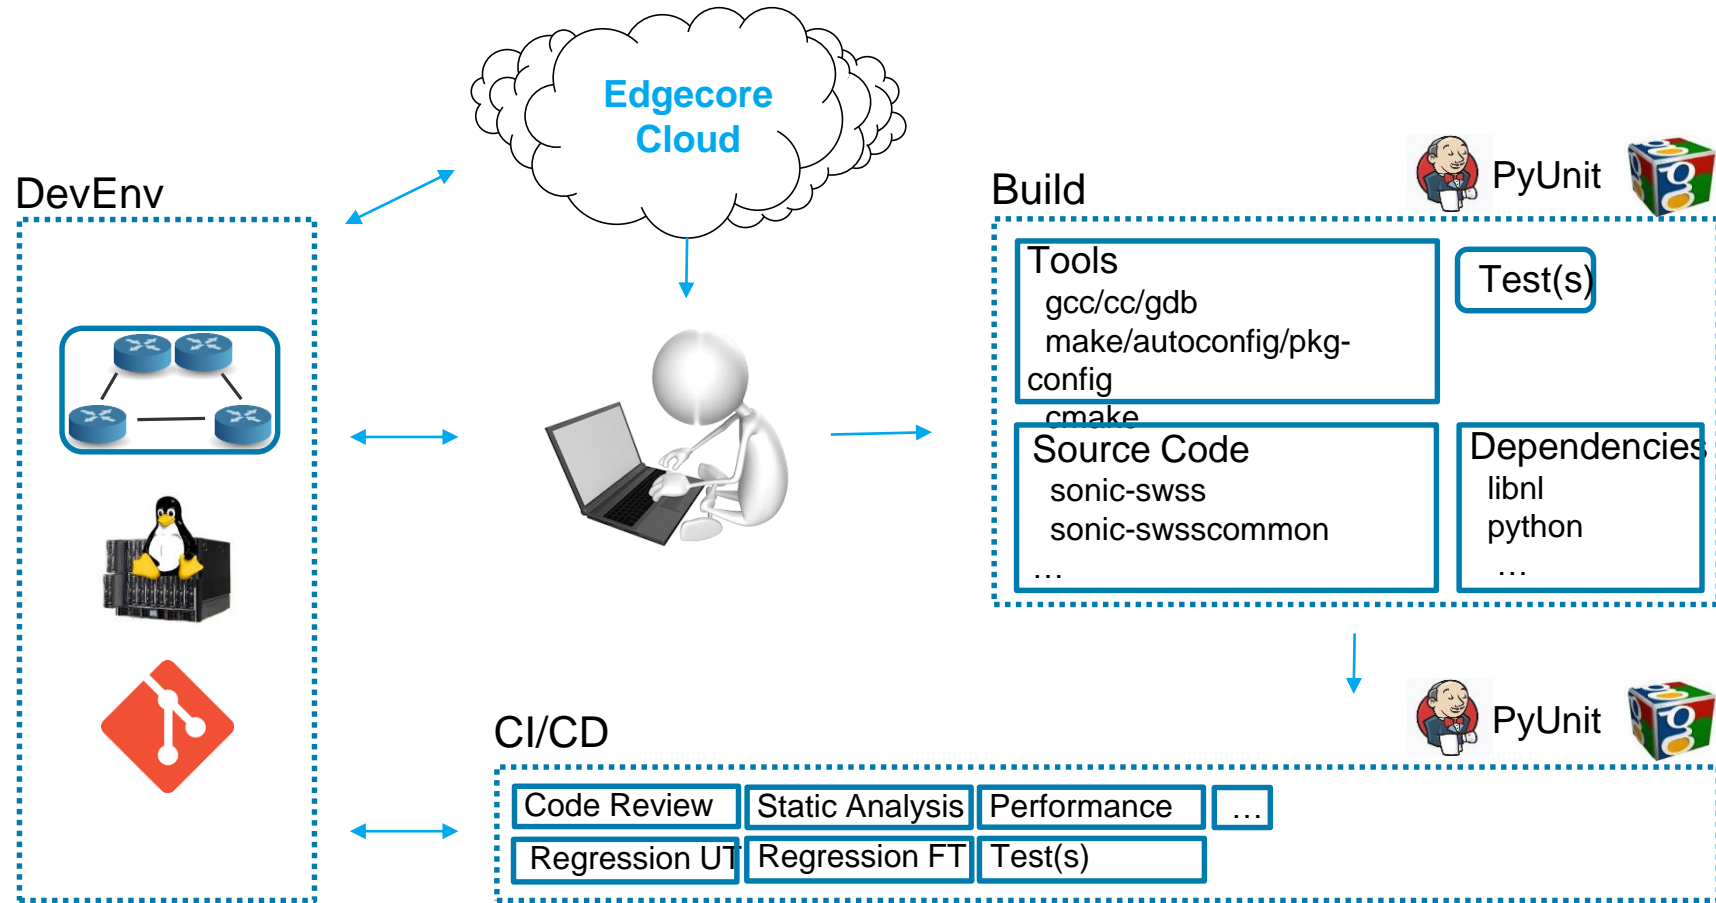 Edgecore
Cloud
DevEnv
Build
PyUnit
Tools
gcc/cc/gdb
make/autoconfig/pkg-
config
cmake
Test(s)
Source Code
sonic-swss
sonic-swsscommon
…
Dependencies
libnl
python
…
CI/CD
PyUnit
Code Review
Static Analysis
Performance
…
Regression UT
Regression FT
Test(s)